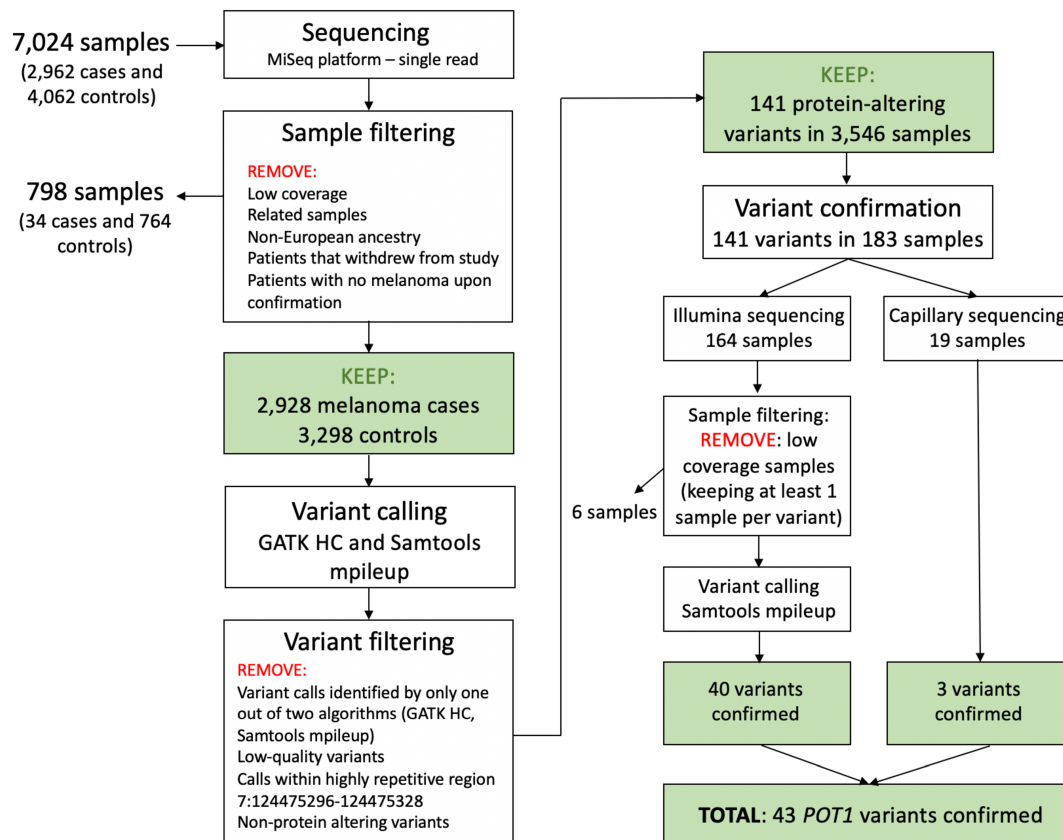 7,024 samples
(2,962 cases and
4,062 controls)
Sequencing
MiSeq platform – single read
Sample filtering
REMOVE:
Low coverage
Related samples
Non-European ancestry
Patients that withdrew from study
Patients with no melanoma upon
confirmation
798 samples
(34 cases and 764
controls)
KEEP:
2,928 melanoma cases
3,298 controls
Variant calling
GATK HC and Samtools
mpileup
Variant filtering
REMOVE:
Variant calls identified by only one
out of two algorithms (GATK HC,
Samtools mpileup)
Low-quality variants
Calls within highly repetitive region
7:124475296-124475328
Non-protein altering variants
KEEP:
141 protein-altering
variants in 3,546 samples
Variant confirmation
141 variants in 183 samples
Illumina sequencing
164 samples
Capillary sequencing
19 samples
Sample filtering:
REMOVE: low
coverage samples
(keeping at least 1
sample per variant)
6 samples
Variant calling
Samtools mpileup
40 variants
confirmed
3 variants
confirmed
TOTAL: 43 POT1 variants confirmed